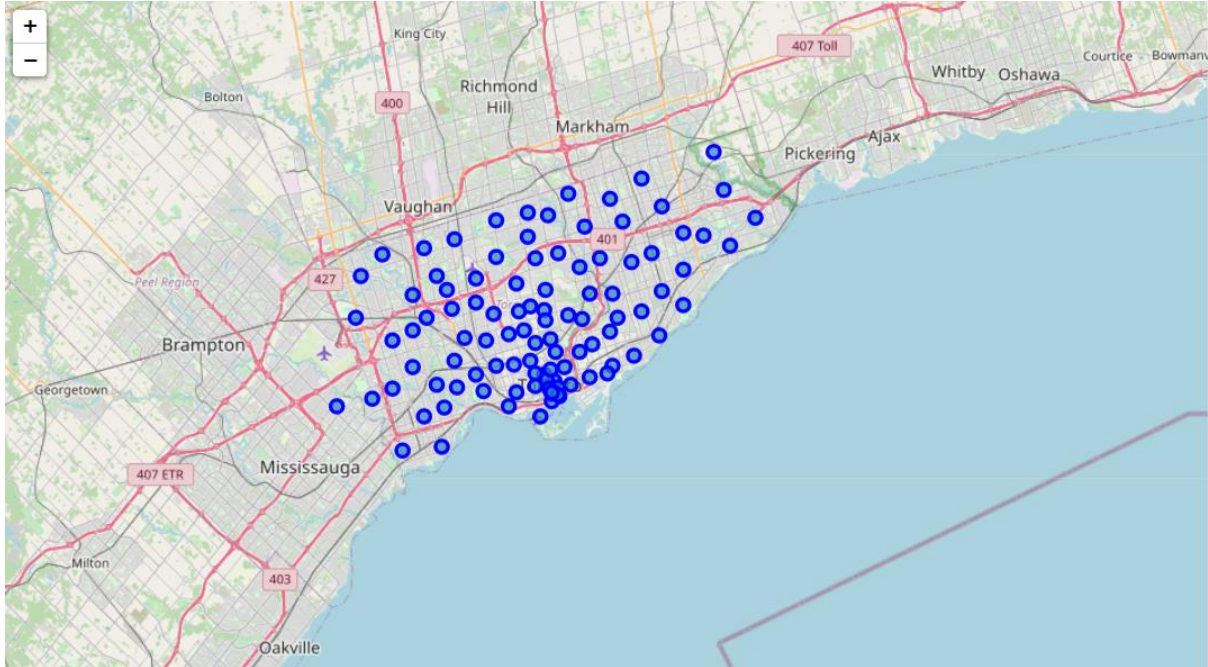 +
−
King City
407 Toll
Courtice
Bowmanv
Whitby
Oshawa
Richmond
Hill
Bolton
400
Markham
Ajax
Pickering
Vaughan
401
427
Peel Region
Brampton
Georgetown
Mississauga
407 ETR
Milton
403
Oakville